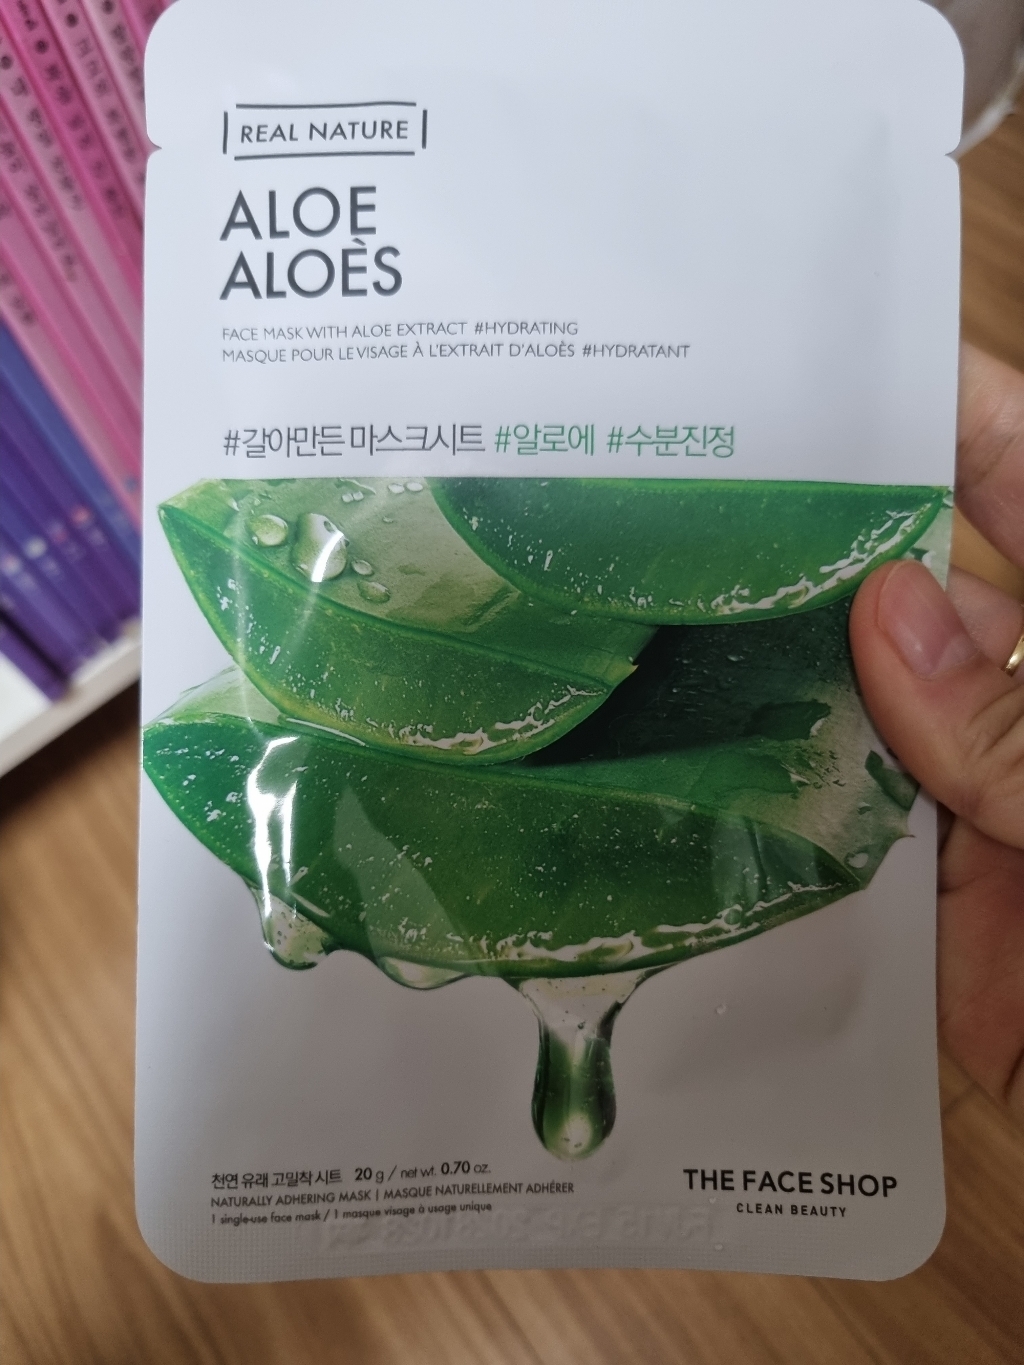 REAL NATURE
ALOE
ALOÈS
FACE MASK WITH ALOE EXTRACT #HYDRATING
MASQUE POUR LE VISAGE À L'EXTRAIT D'ALOÈS #HYDRATANT
#갈아만든 마스크시트 #알로에 #수분진정
천연 유래 고밀착 시트 20 g / net wt. 0.70 oz.
NATURALLY ADHERING MASK | MASQUE NATURELLEMENT ADHÉRER
1 single-use face mask / 1 masque visage à usage unique
THE FACE SHOP
CLEAN BEAUTY